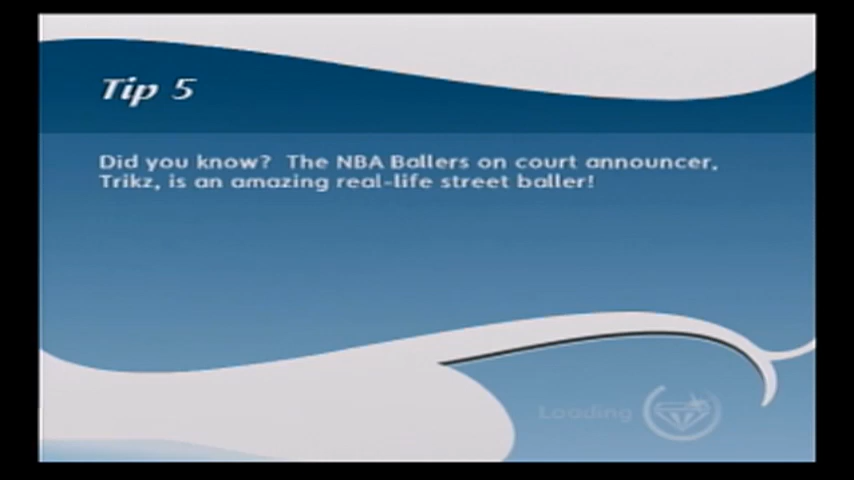 Tip 5
Did you know?  The NBA Ballers on court announcer,
Trikz, is an amazing real-life street baller!
Loading